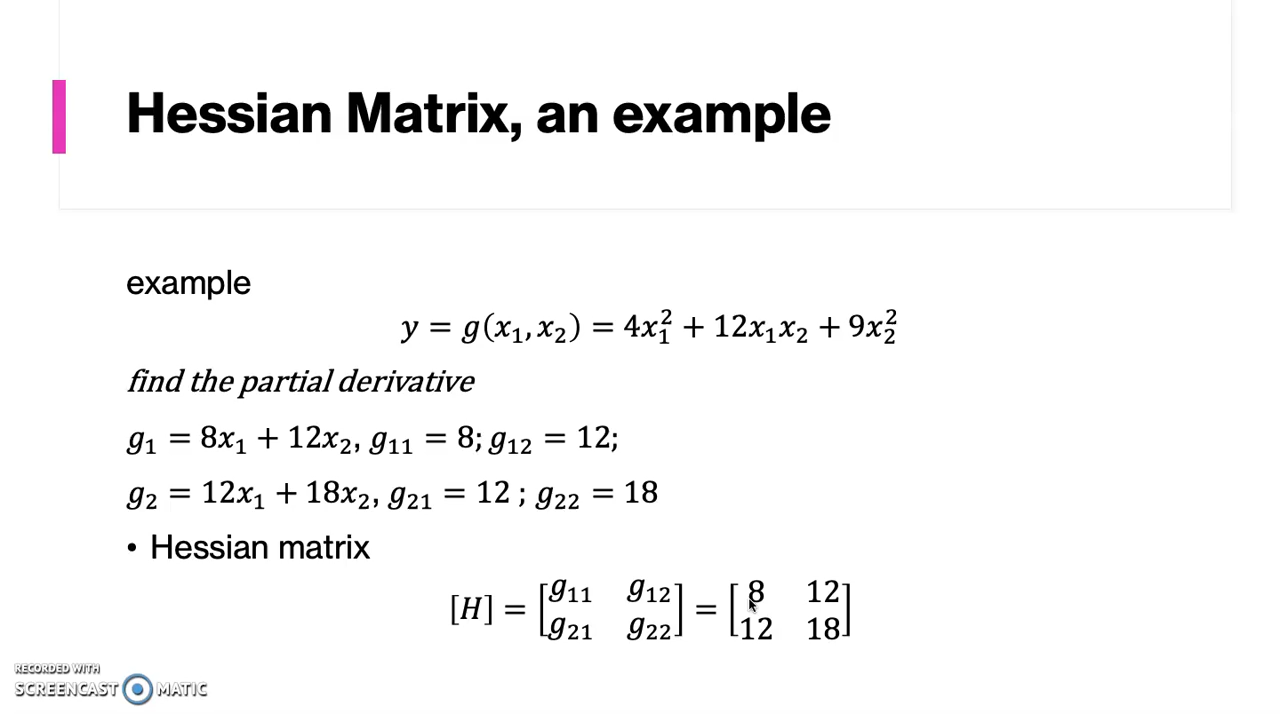 Hessian Matrix, an example
example
y = g(x₁, x₂) = 4x₁² + 12x₁x₂ + 9x₂²
find the partial derivative
g₁ = 8x₁ + 12x₂, g₁₁ = 8; g₁₂ = 12;
g₂ = 12x₁ + 18x₂, g₂₁ = 12 ; g₂₂ = 18
• Hessian matrix
[H] = [g₁₁ g₁₂; g₂₁ g₂₂] = [8 12; 12 18]
RECORDED WITH
SCREENCAST MATIC